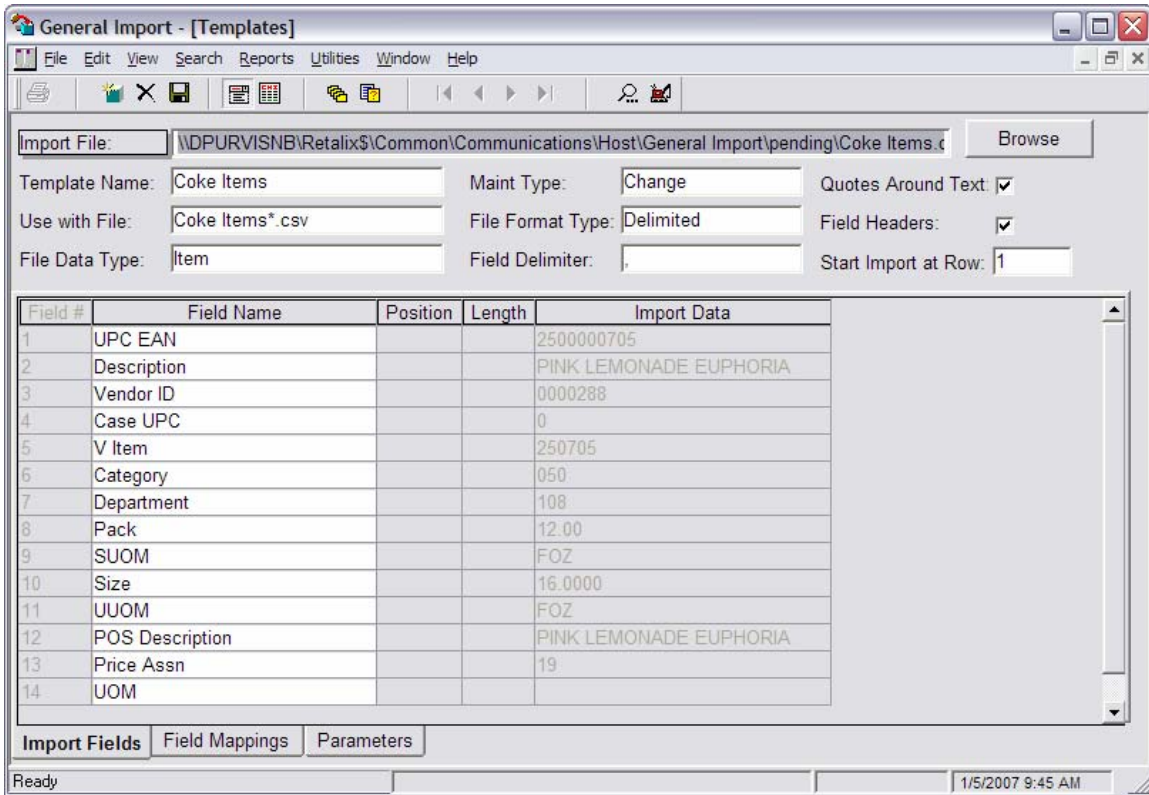 General Import - [Templates]
File Edit View Search Reports Utilities Window Help
Import File: \\DPURVISNB\Retalix$\Common\Communications\Host\General Import\pending\Coke Items.c Browse
Template Name: Coke Items Maint Type: Change Quotes Around Text:
Use with File: Coke Items*.csv File Format Type: Delimited Field Headers:
File Data Type: Item Field Delimiter: , Start Import at Row: 1
Field # Field Name Position Length Import Data
1 UPC EAN 2500000705
2 Description PINK LEMONADE EUPHORIA
3 Vendor ID 0000288
4 Case UPC 0
5 V Item 250705
6 Category 050
7 Department 108
8 Pack 12.00
9 SUOM FOZ
10 Size 16.0000
11 UUOM FOZ
12 POS Description PINK LEMONADE EUPHORIA
13 Price Assn 19
14 UOM
Import Fields Field Mappings Parameters
Ready 1/5/2007 9:45 AM